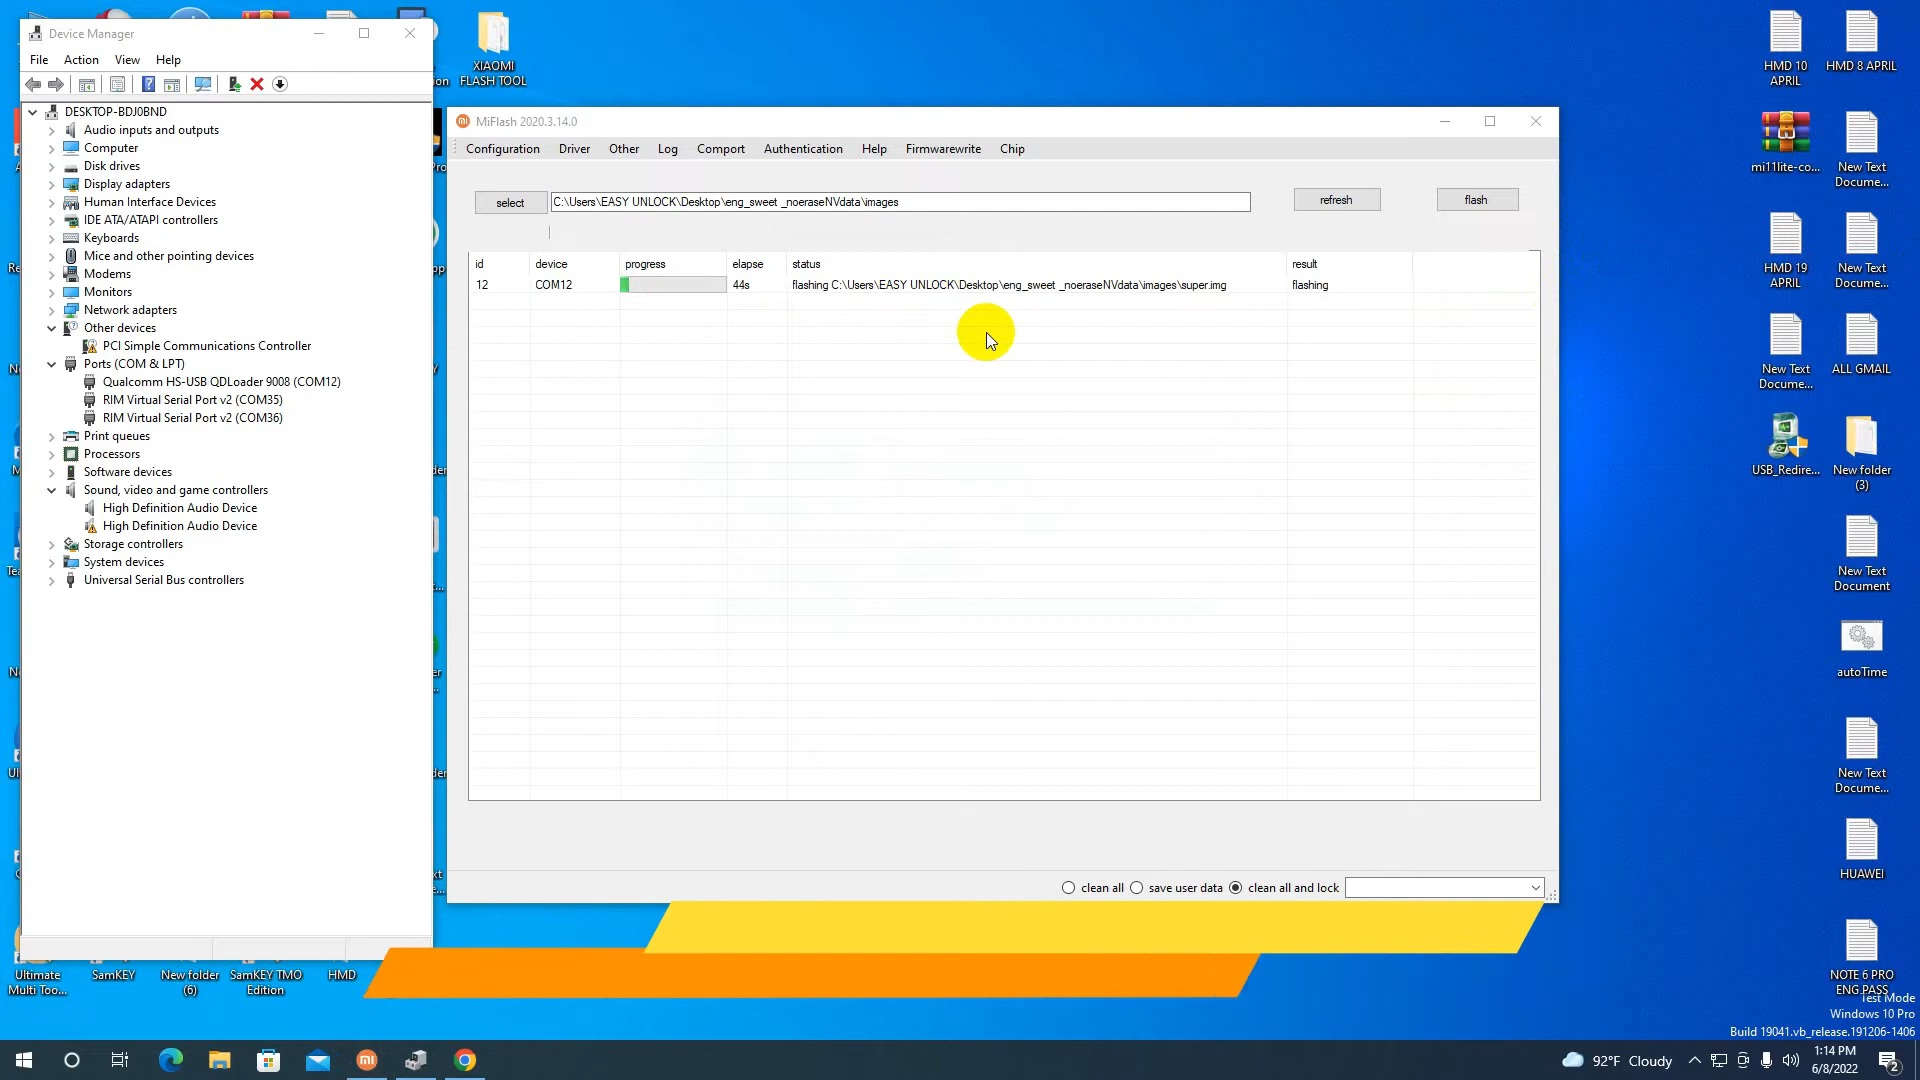 Device Manager
File Action View Help
DESKTOP-BDJ0BND
Audio inputs and outputs
Computer
Disk drives
Display adapters
Human Interface Devices
IDE ATA/ATAPI controllers
Keyboards
Mice and other pointing devices
Modems
Monitors
Network adapters
Other devices
PCI Simple Communications Controller
Ports (COM & LPT)
Qualcomm HS-USB QDLoader 9008 (COM12)
RIM Virtual Serial Port v2 (COM35)
RIM Virtual Serial Port v2 (COM36)
Print queues
Processors
Software devices
Sound, video and game controllers
High Definition Audio Device
High Definition Audio Device
Storage controllers
System devices
Universal Serial Bus controllers
XIAOMI
FLASH TOOL
MiFlash 2020.3.14.0
Configuration Driver Other Log Comport Authentication Help Firmwarewrite Chip
select C:\Users\EASY UNLOCK\Desktop\eng_sweet _noeraseNVdata\images refresh flash
id device progress elapse status result
12 COM12 44s flashing C:\Users\EASY UNLOCK\Desktop\eng_sweet _noeraseNVdata\images\super.img flashing
clean all save user data clean all and lock
HMD 10
APRIL
HMD 8 APRIL
mi11lite-co...
New Text
Docume...
HMD 19
APRIL
New Text
Docume...
New Text
Docume...
ALL GMAIL
USB_Redire...
New folder
(3)
New Text
Document
autoTime
New Text
Docume...
HUAWEI
NOTE 6 PRO
ENG.PASS
Ultimate
Multi Too...
SamKEY
New folder
(6)
SamKEY TMO
Edition
HMD
Test Mode
Windows 10 Pro
Build 19041.vb_release.191206-1406
92°F Cloudy
1:14 PM
6/8/2022
2